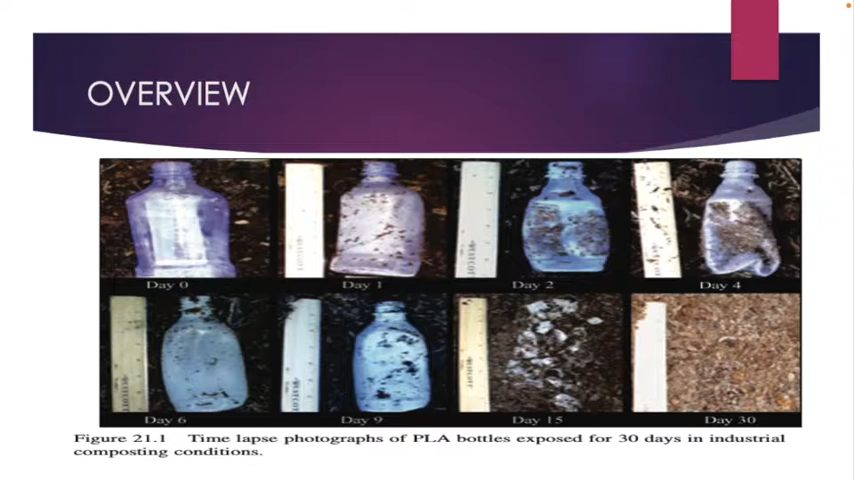 OVERVIEW
Day 0 Day 1 Day 2 Day 4
Day 6 Day 9 Day 15 Day 30
Figure 21.1 Time lapse photographs of PLA bottles exposed for 30 days in industrial
composting conditions.